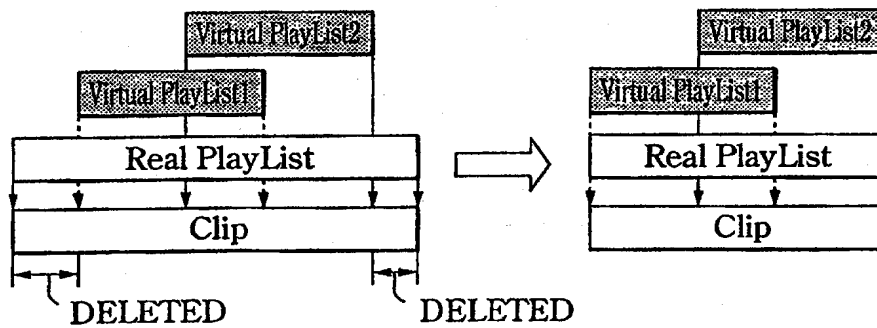 Virtual PlayList2
Virtual PlayList1
Real PlayList
Clip
DELETED
DELETED
Virtual PlayList2
Virtual PlayList1
Real PlayList
Clip